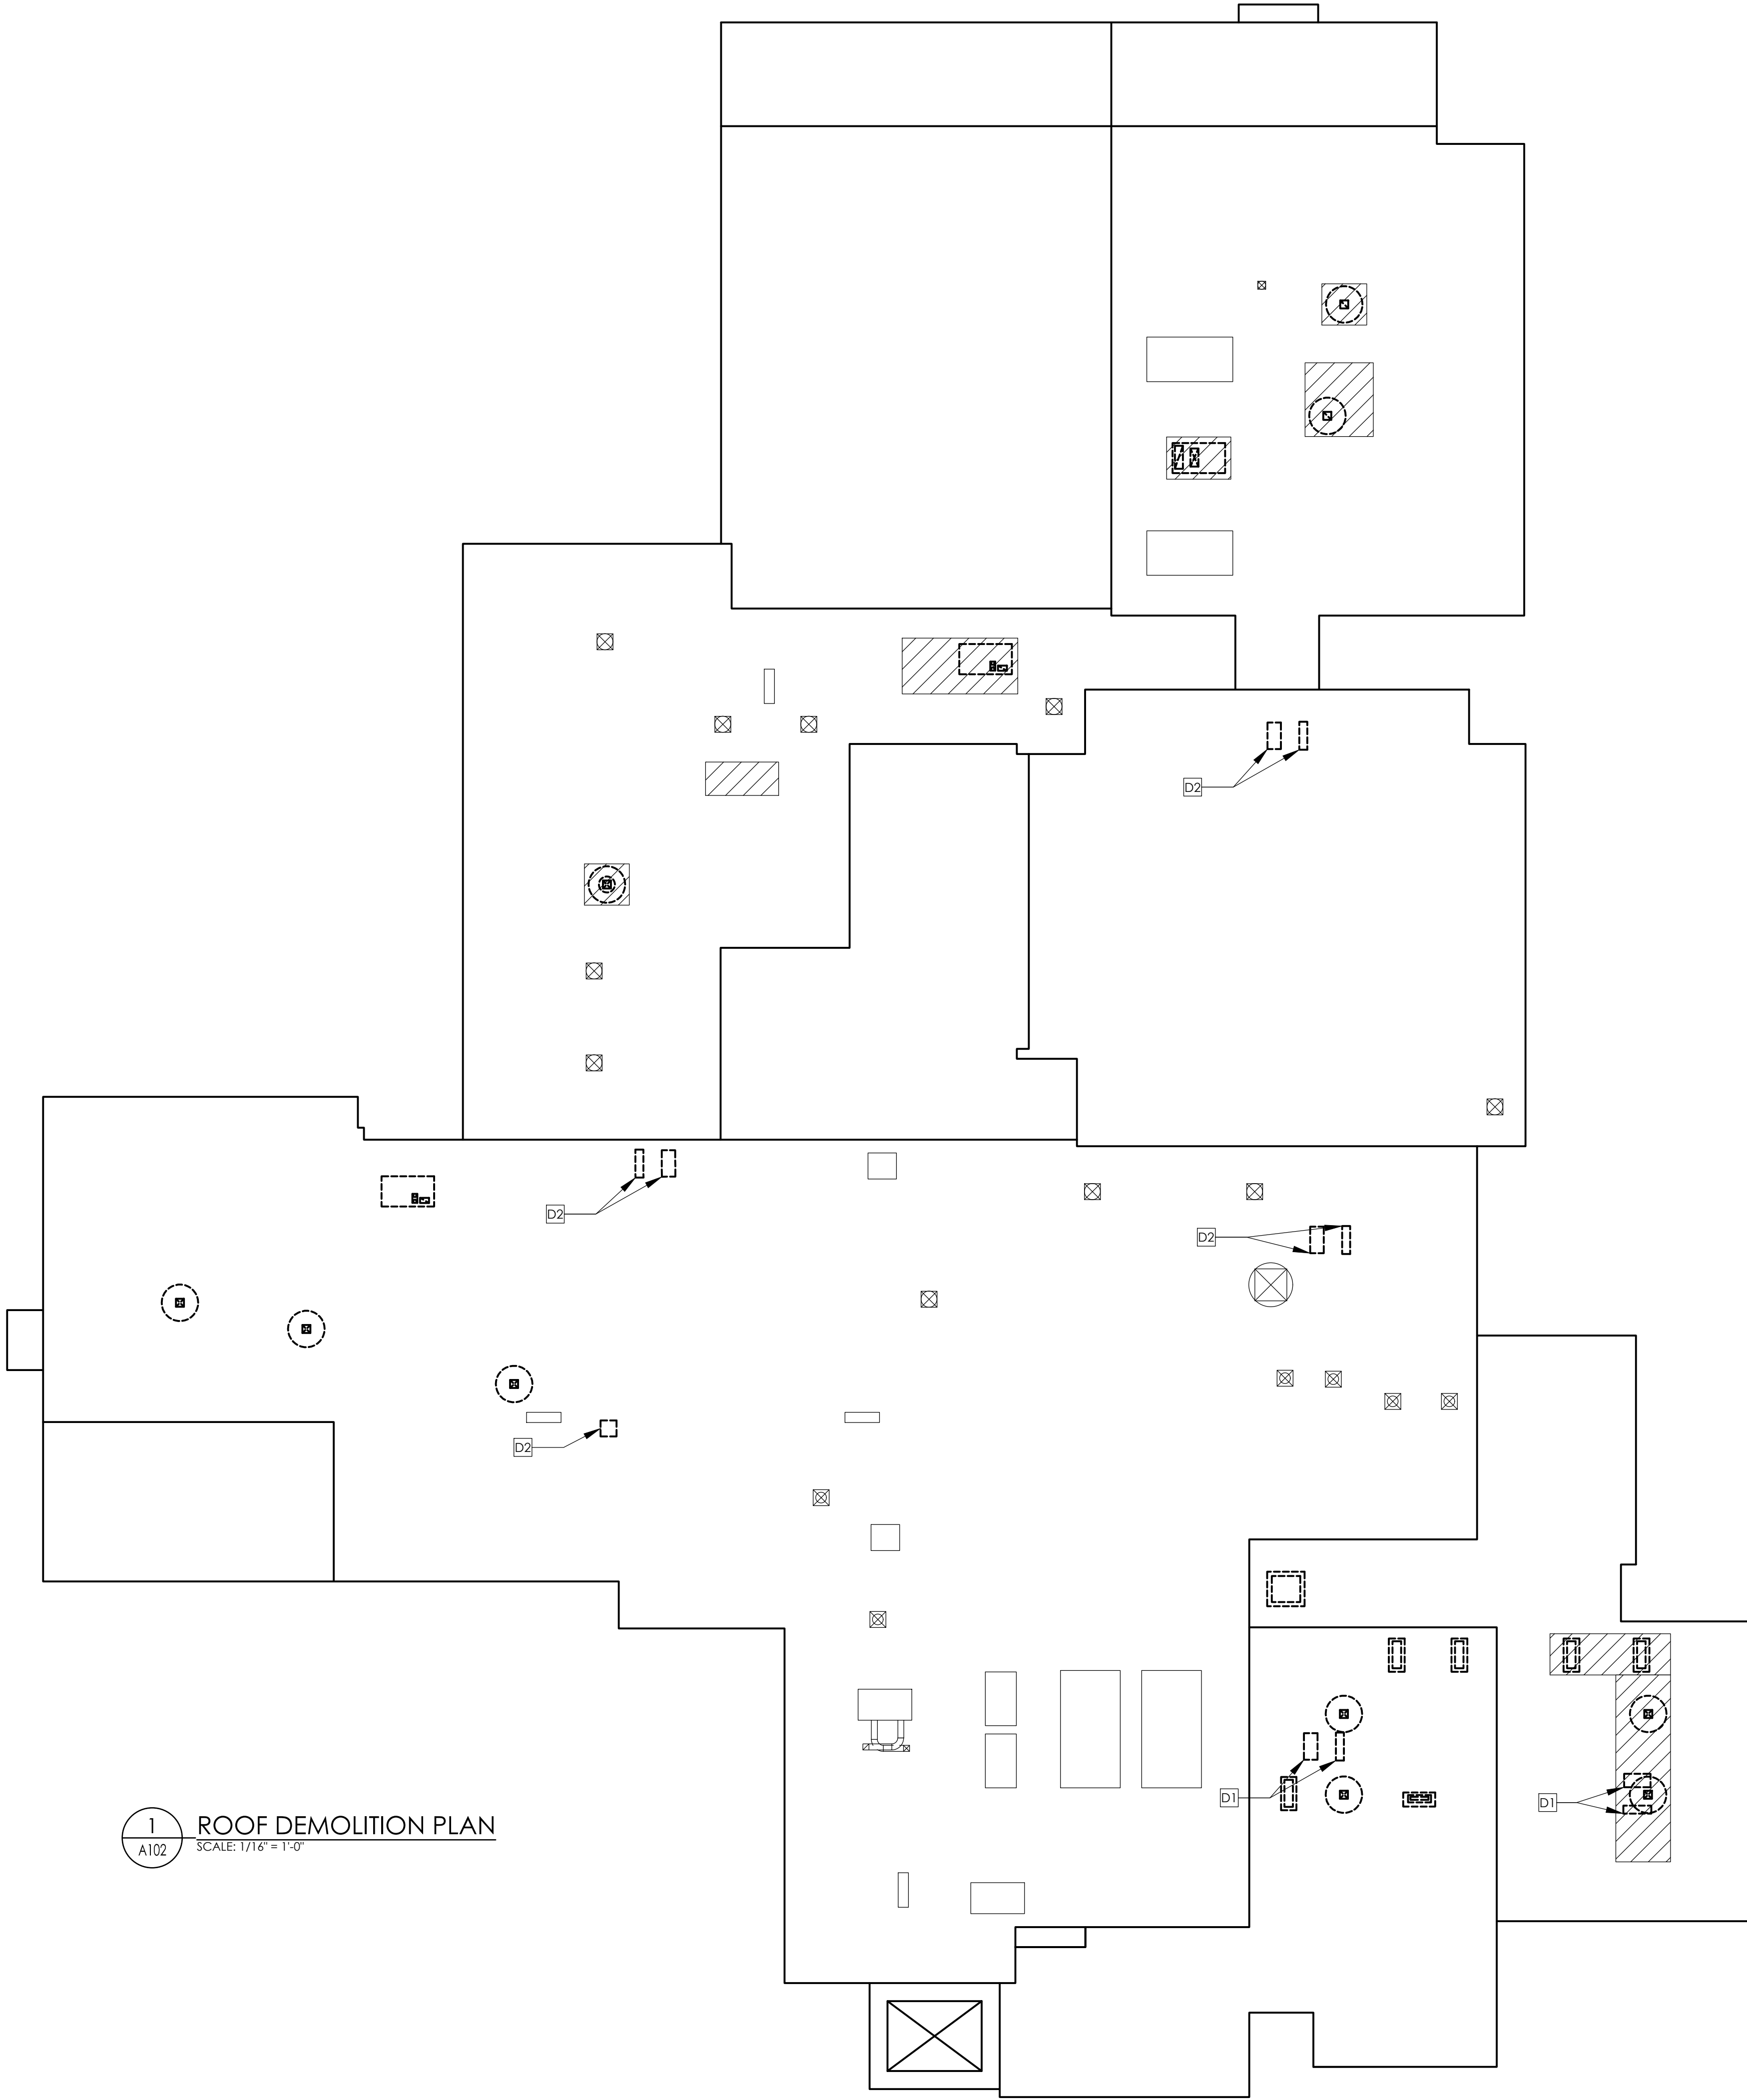 D2
D2
D2
D2
D1
D1
1
A102
ROOF DEMOLITION PLAN
SCALE: 1/16" = 1'-0"